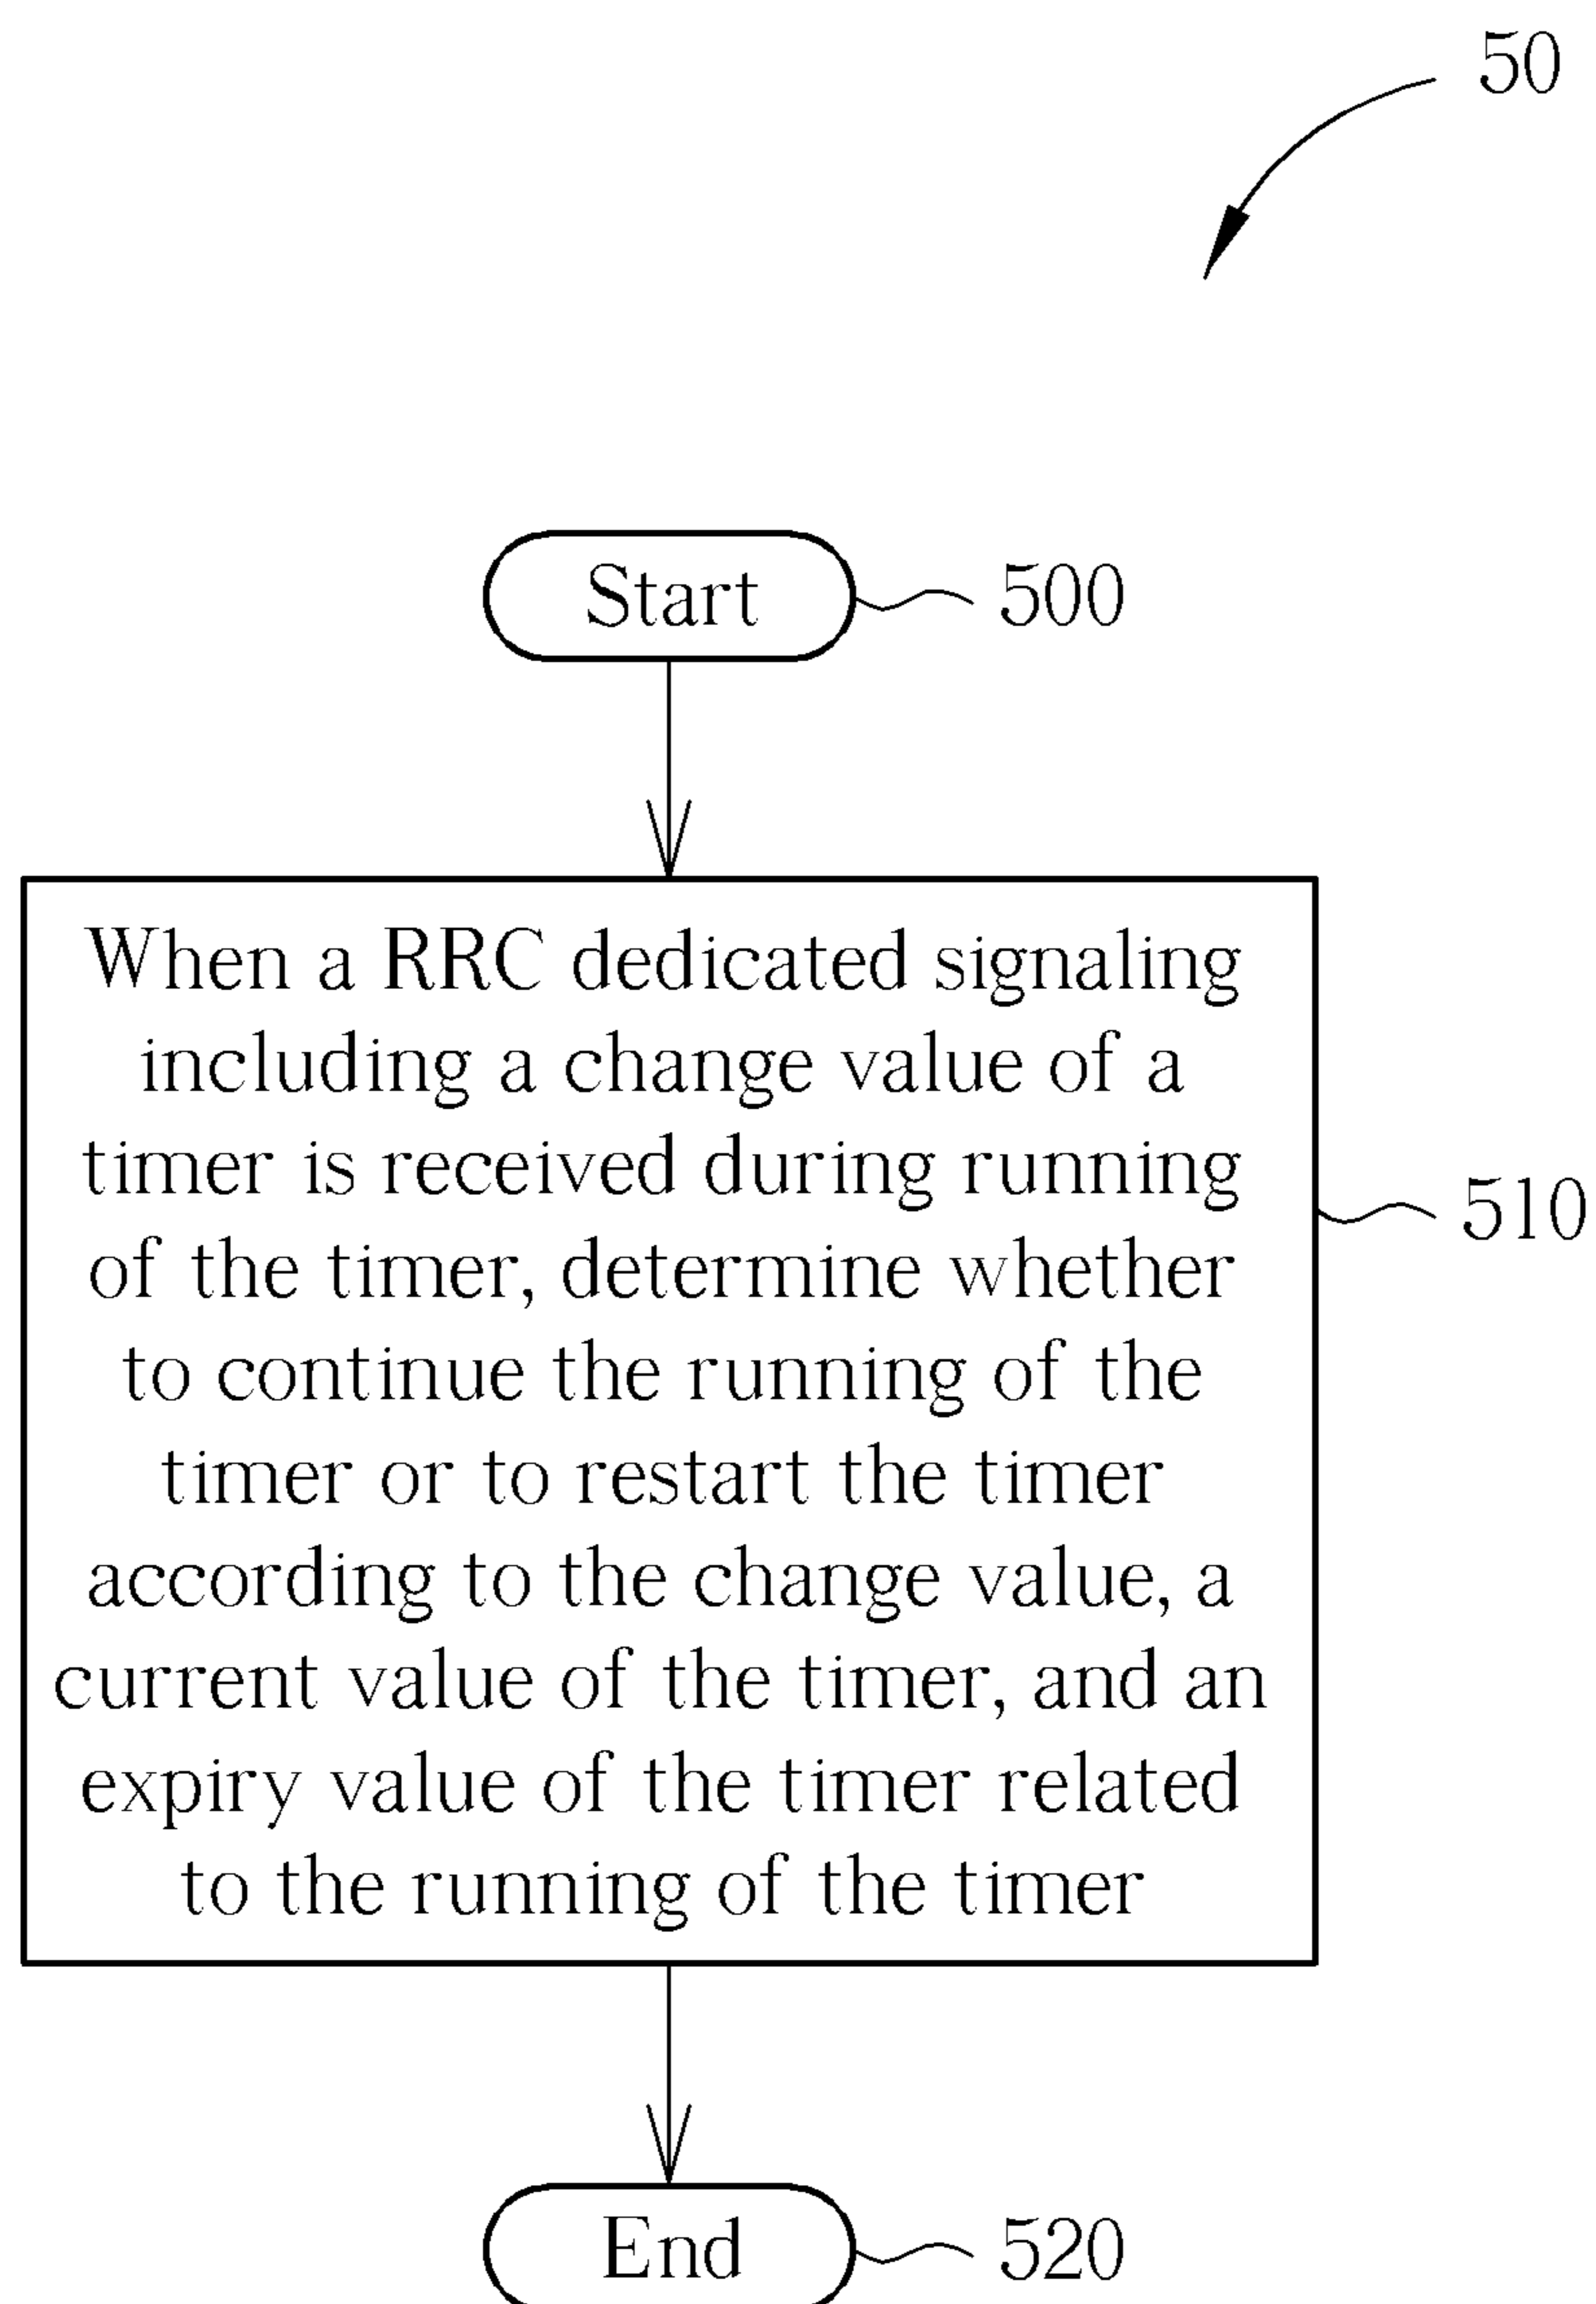 50
Start
500
When a RRC dedicated signaling
including a change value of a
timer is received during running
of the timer, determine whether
to continue the running of the
timer or to restart the timer
according to the change value, a
current value of the timer, and an
expiry value of the timer related
to the running of the timer
510
End
520